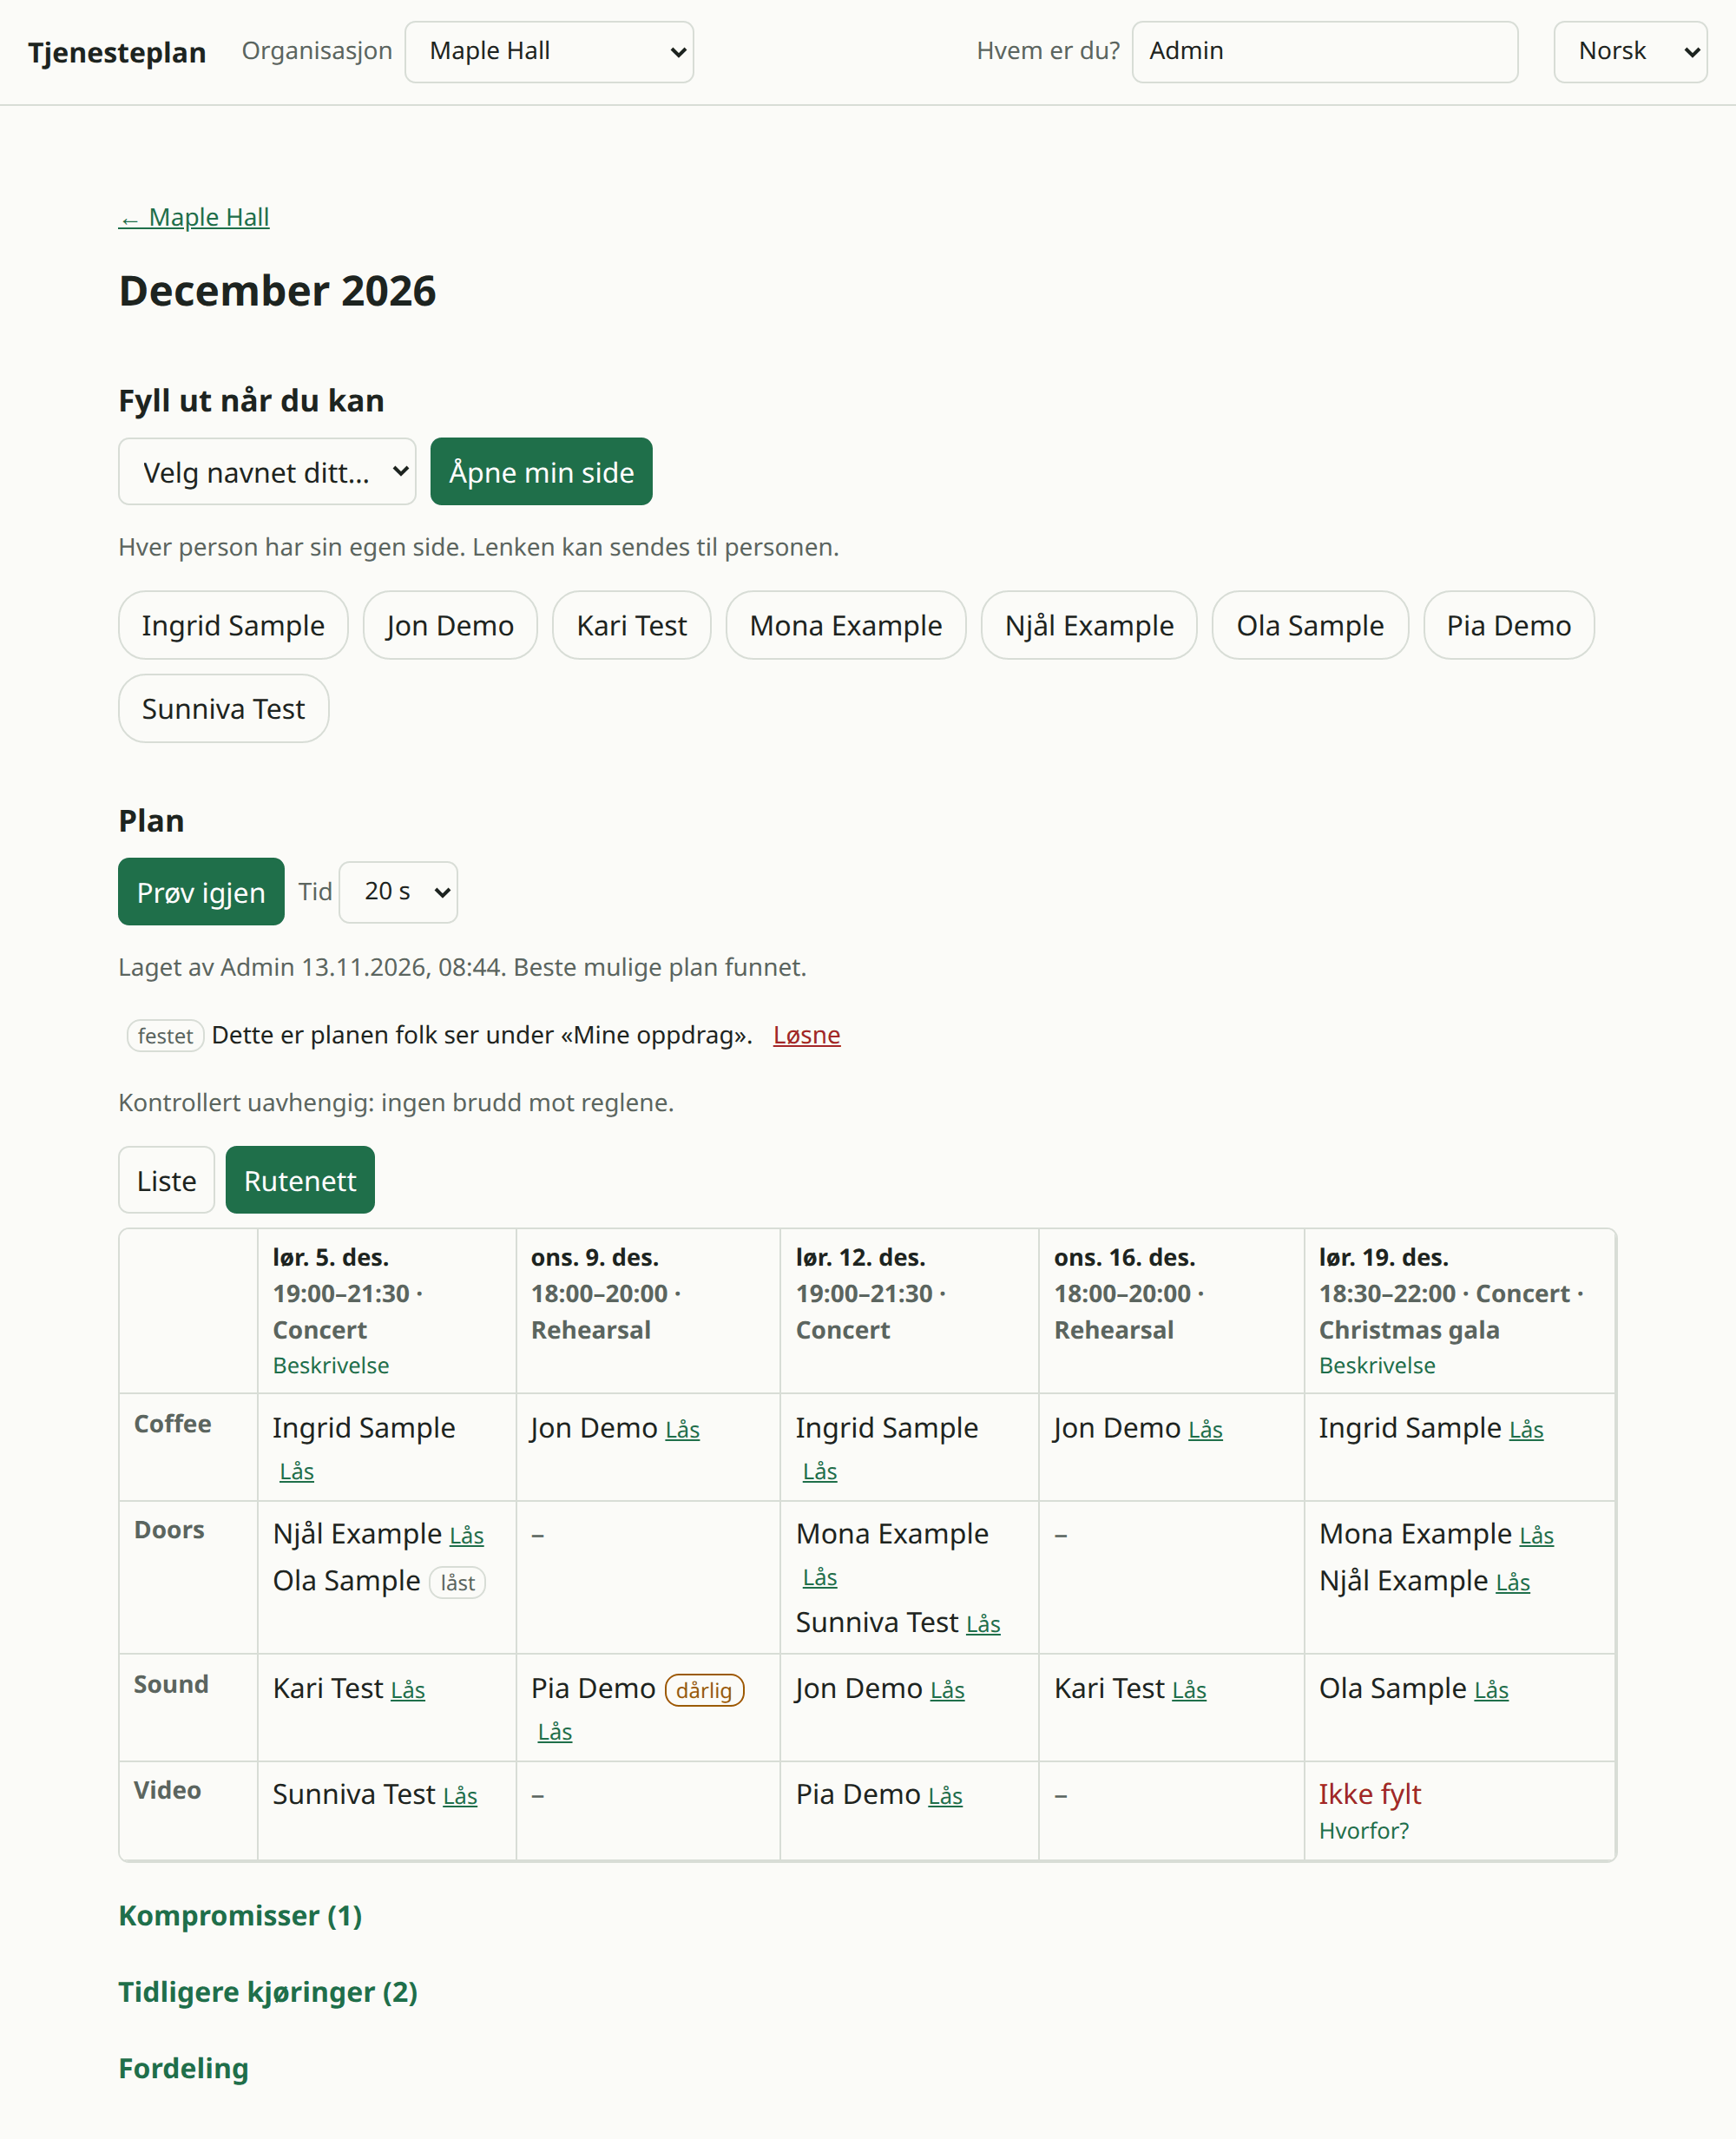 Tjenesteplan Organisasjon Maple Hall Hvem er du? Admin Norsk
← Maple Hall
December 2026
Fyll ut når du kan
Velg navnet ditt... Åpne min side
Hver person har sin egen side. Lenken kan sendes til personen.
Ingrid Sample Jon Demo Kari Test Mona Example Njål Example Ola Sample Pia Demo
Sunniva Test
Plan
Prøv igjen Tid 20 s
Laget av Admin 13.11.2026, 08:44. Beste mulige plan funnet.
festet Dette er planen folk ser under «Mine oppdrag». Løsne
Kontrollert uavhengig: ingen brudd mot reglene.
Liste Rutenett
lør. 5. des.
19:00–21:30 ·
Concert
Beskrivelse
ons. 9. des.
18:00–20:00 ·
Rehearsal
lør. 12. des.
19:00–21:30 ·
Concert
ons. 16. des.
18:00–20:00 ·
Rehearsal
lør. 19. des.
18:30–22:00 · Concert ·
Christmas gala
Beskrivelse
Coffee
Ingrid Sample
Lås
Jon Demo Lås
Ingrid Sample
Lås
Jon Demo Lås
Ingrid Sample Lås
Doors
Njål Example Lås
Ola Sample låst
–
Mona Example
Lås
Sunniva Test Lås
–
Mona Example Lås
Njål Example Lås
Sound
Kari Test Lås
Pia Demo dårlig
Lås
Jon Demo Lås
Kari Test Lås
Ola Sample Lås
Video
Sunniva Test Lås
–
Pia Demo Lås
–
Ikke fylt
Hvorfor?
Kompromisser (1)
Tidligere kjøringer (2)
Fordeling